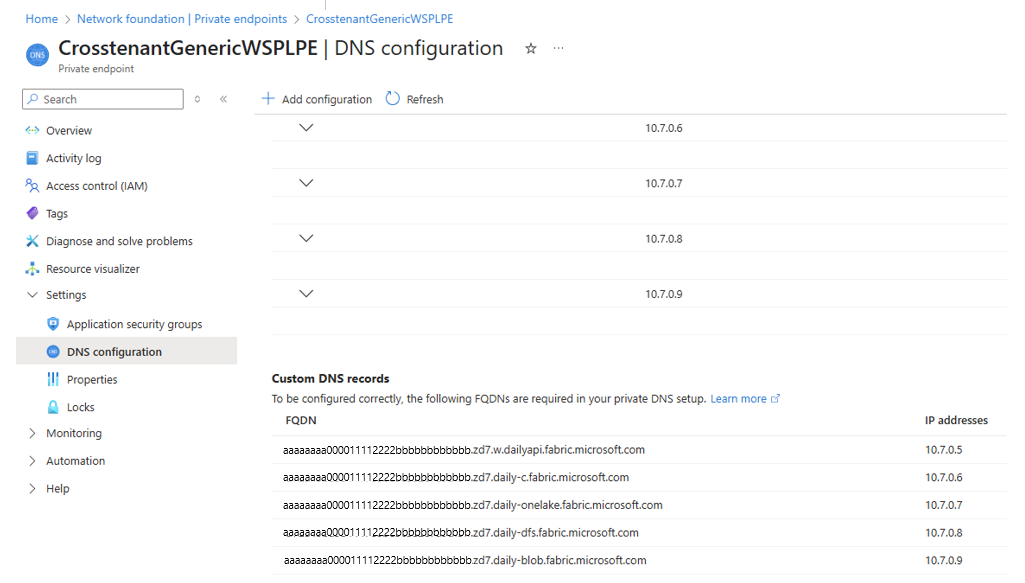 Home > Network foundation | Private endpoints > CrosstenantGenericWSPLPE
DNS
CrosstenantGenericWSPLPE | DNS configuration
Private endpoint
Search
Add configuration Refresh
Overview
Activity log
Access control (IAM)
Tags
Diagnose and solve problems
Resource visualizer
Settings
Application security groups
DNS configuration
Properties
Locks
Monitoring
Automation
Help
10.7.0.6
10.7.0.7
10.7.0.8
10.7.0.9
Custom DNS records
To be configured correctly, the following FQDNs are required in your private DNS setup. Learn more
FQDN IP addresses
aaaaaaaa000011112222bbbbbbbbbbbb.zd7.w.dailyapi.fabric.microsoft.com 10.7.0.5
aaaaaaaa000011112222bbbbbbbbbbbb.zd7.daily-c.fabric.microsoft.com 10.7.0.6
aaaaaaaa000011112222bbbbbbbbbbbb.zd7.daily-onelake.fabric.microsoft.com 10.7.0.7
aaaaaaaa000011112222bbbbbbbbbbbb.zd7.daily-dfs.fabric.microsoft.com 10.7.0.8
aaaaaaaa000011112222bbbbbbbbbbbb.zd7.daily-blob.fabric.microsoft.com 10.7.0.9